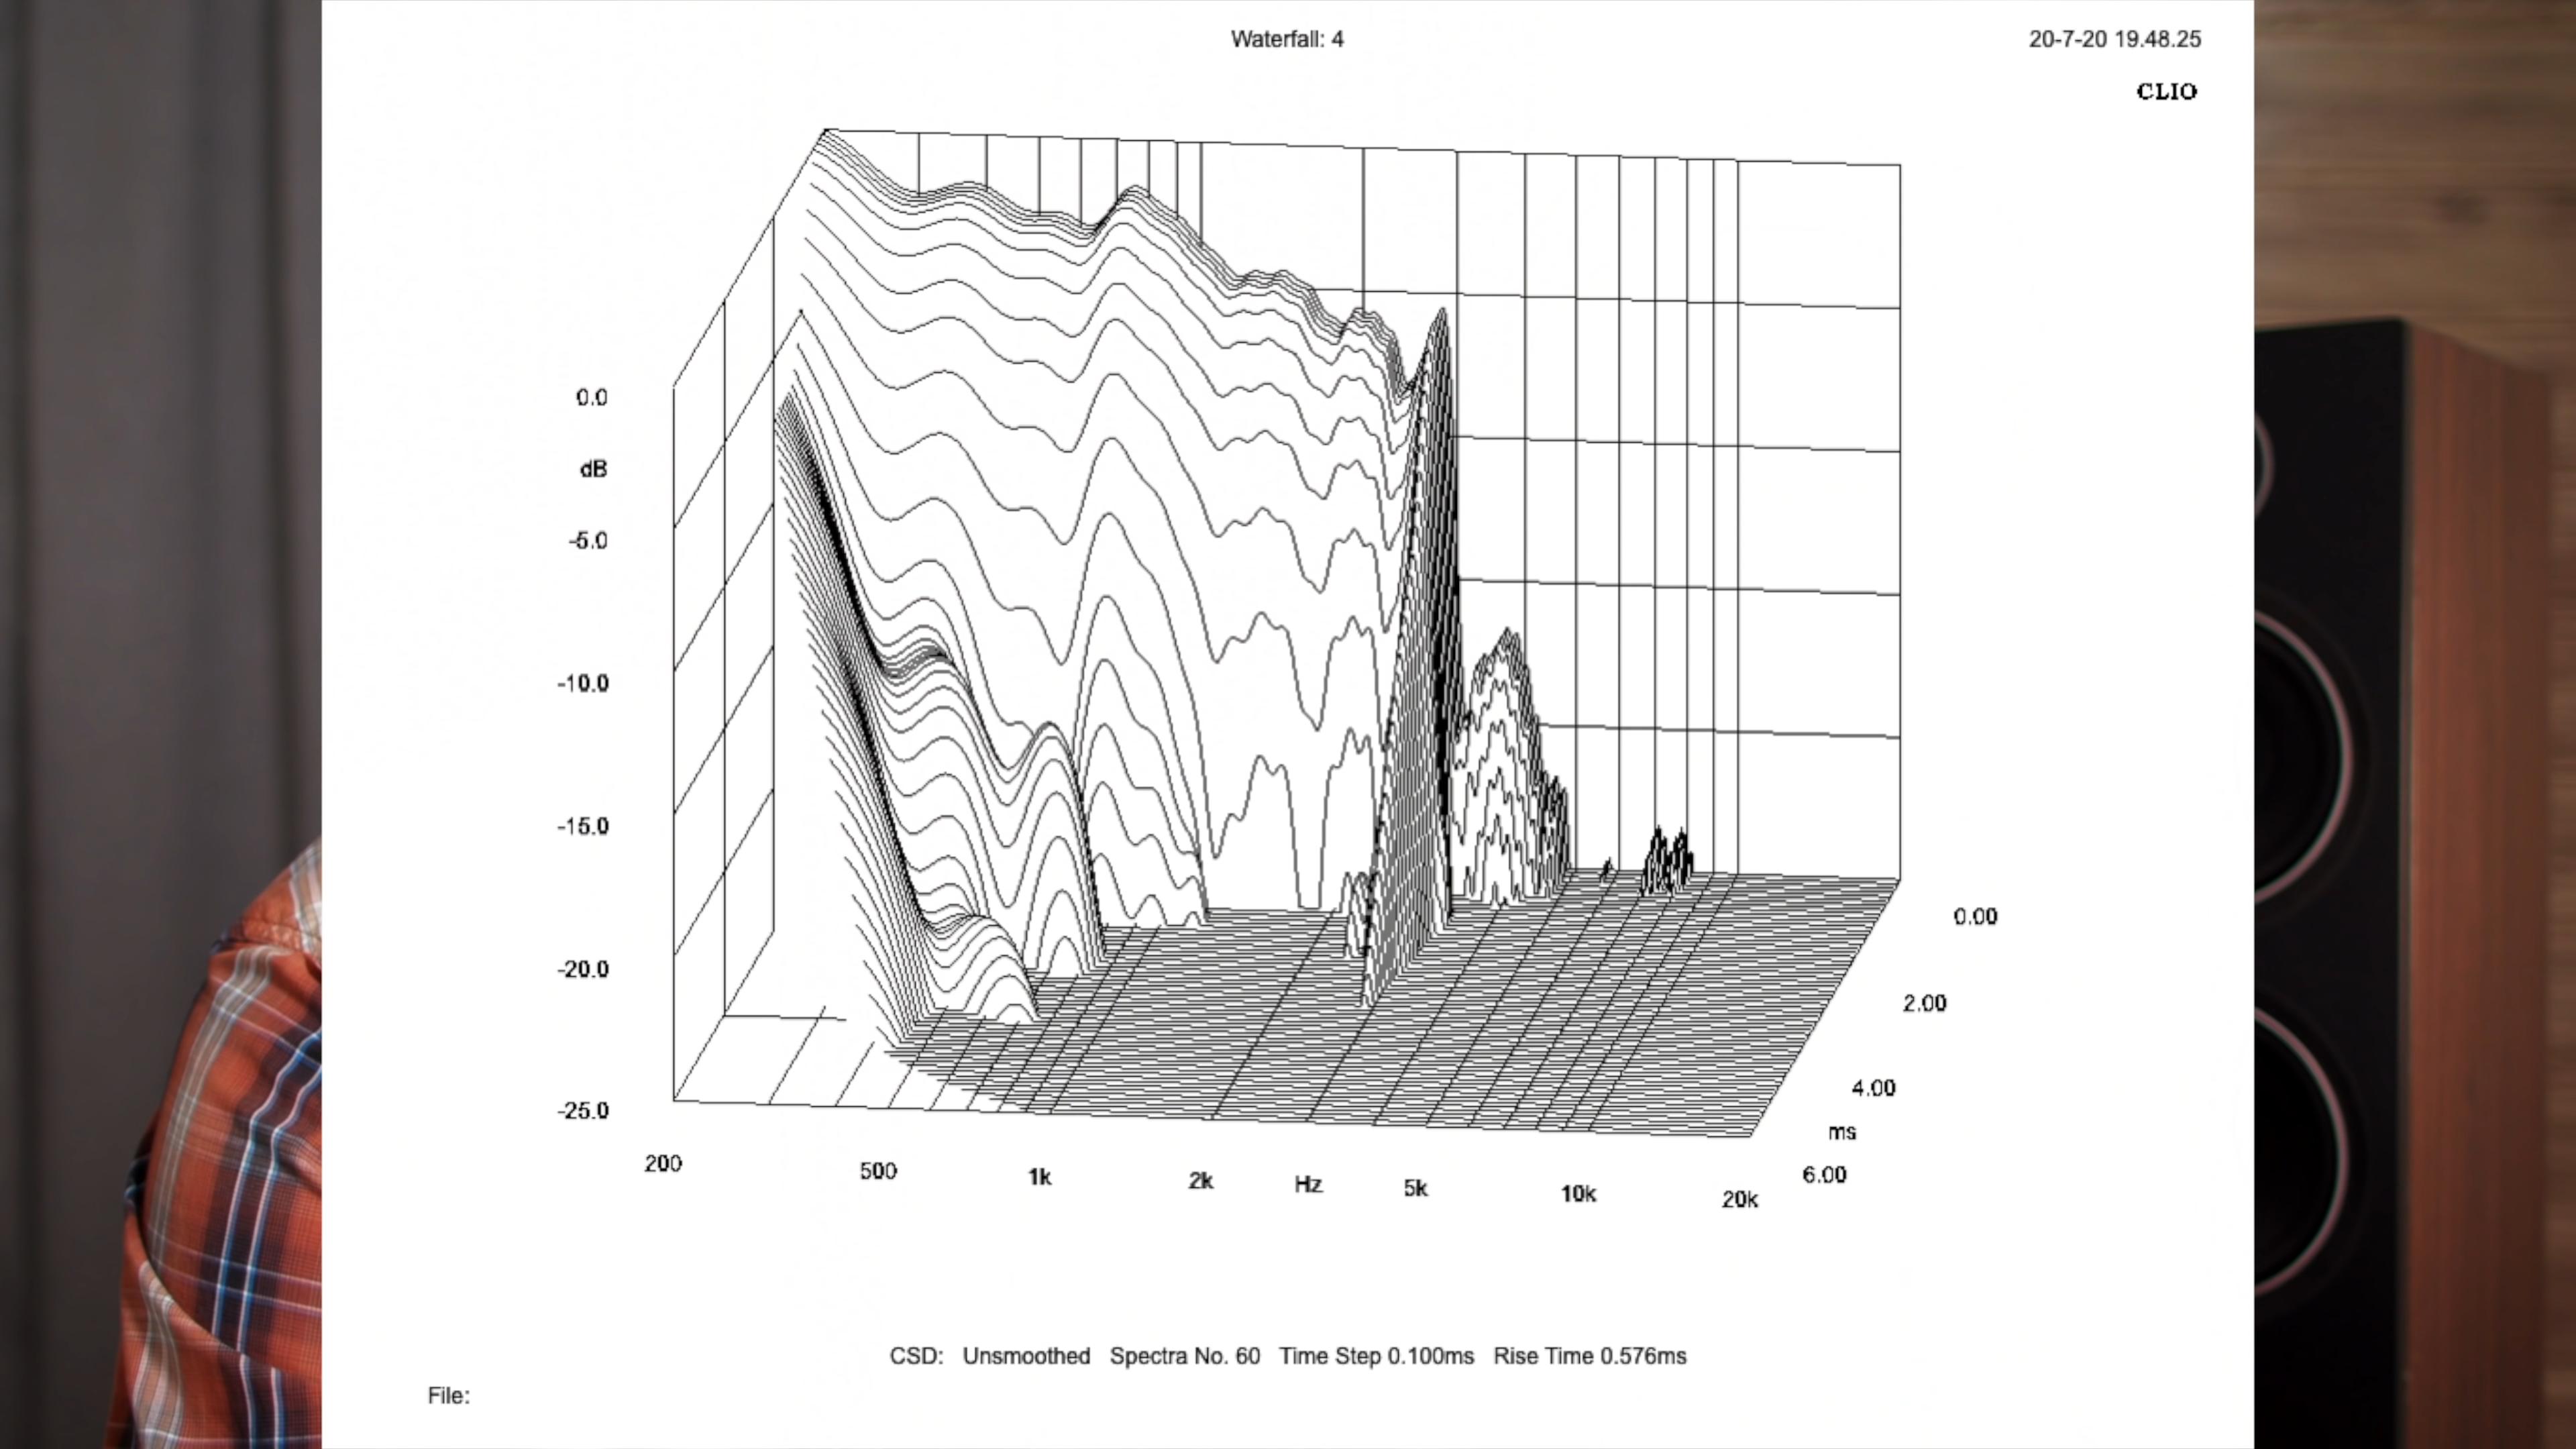 Waterfall: 4
20-7-20 19.48.25
CLIO
0.0
dB
-5.0
-10.0
-15.0
-20.0
-25.0
200
500
1k
2k
Hz
5k
10k
20k
0.00
2.00
4.00
ms
6.00
CSD: Unsmoothed Spectra No. 60 Time Step 0.100ms Rise Time 0.576ms
File: